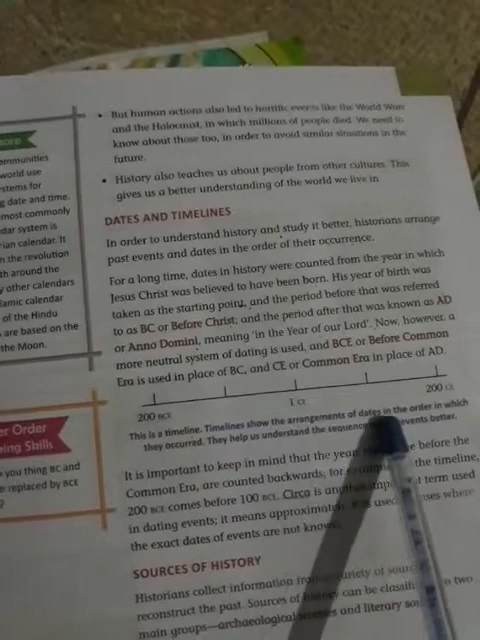 ommunities
world use
stems for
g date and time.
most commonly
dar system is
rian calendar. It
n the revolution
th around the
y other calendars
lamic calendar
of the Hindu
are based on the
the Moon.
er Order
ing Skills
you thing BC and
replaced by BCE
• But human actions also led to horrific events like the World Wars
and the Holocaust, in which millions of people died. We need to
know about those too, in order to avoid similar situations in the
future.
• History also teaches us about people from other cultures. This
gives us a better understanding of the world we live in
DATES AND TIMELINES
In order to understand history and study it better, historians arrange
past events and dates in the order of their occurrence.
For a long time, dates in history were counted from the year in which
Jesus Christ was believed to have been born. His year of birth was
taken as the starting point, and the period before that was referred
to as BC or Before Christ, and the period after that was known as AD
or Anno Domini, meaning 'in the Year of our Lord'. Now, however, a
more neutral system of dating is used, and BCE or Before Common
Era is used in place of BC, and CE or Common Era in place of AD.
200 BCE 1 CE 200 CE
This is a timeline. Timelines show the arrangements of dates in the order in which
they occurred. They help us understand the sequence events better.
It is important to keep in mind that the years before the
Common Era, are counted backwards; for the timeline,
200 BCE comes before 100 BCE. Circa is term used
in dating events; it means where
the exact dates of events are not known.
SOURCES OF HISTORY
Historians collect information from variety of
reconstruct the past. Sources of history can be two
main groups—archaeological and literary